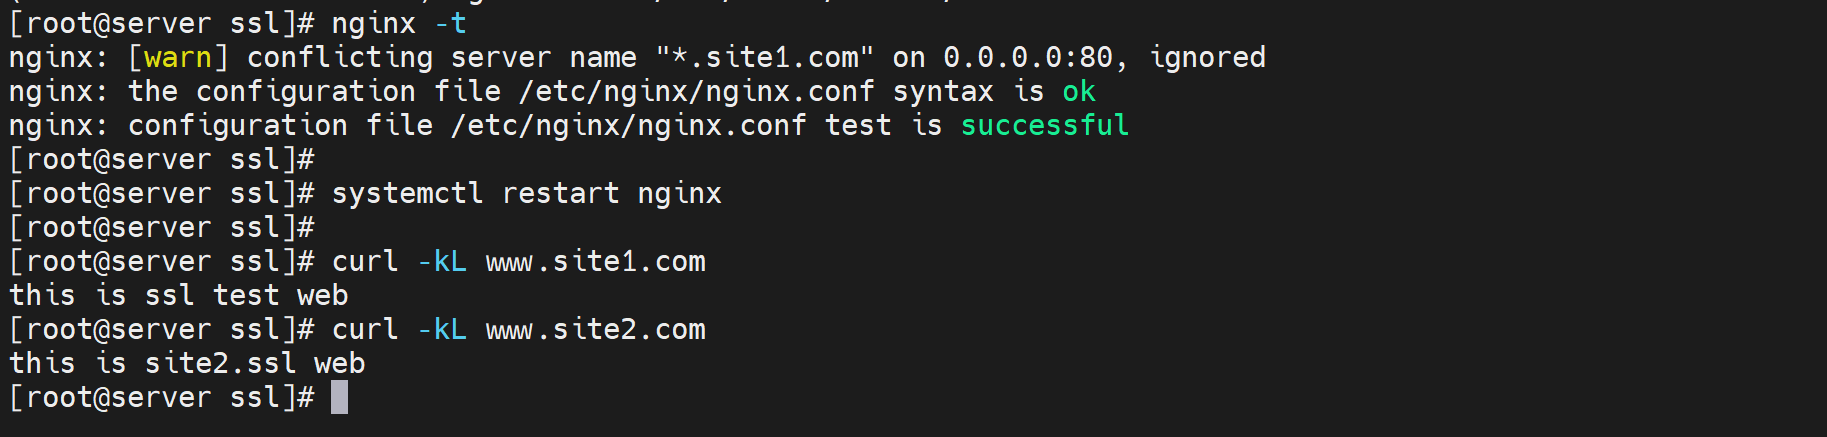 [root@server ssl]# nginx -t
nginx: [warn] conflicting server name "*.site1.com" on 0.0.0.0:80, ignored
nginx: the configuration file /etc/nginx/nginx.conf syntax is ok
nginx: configuration file /etc/nginx/nginx.conf test is successful
[root@server ssl]#
[root@server ssl]# systemctl restart nginx
[root@server ssl]#
[root@server ssl]# curl -kL www.site1.com
this is ssl test web
[root@server ssl]# curl -kL www.site2.com
this is site2.ssl web
[root@server ssl]#